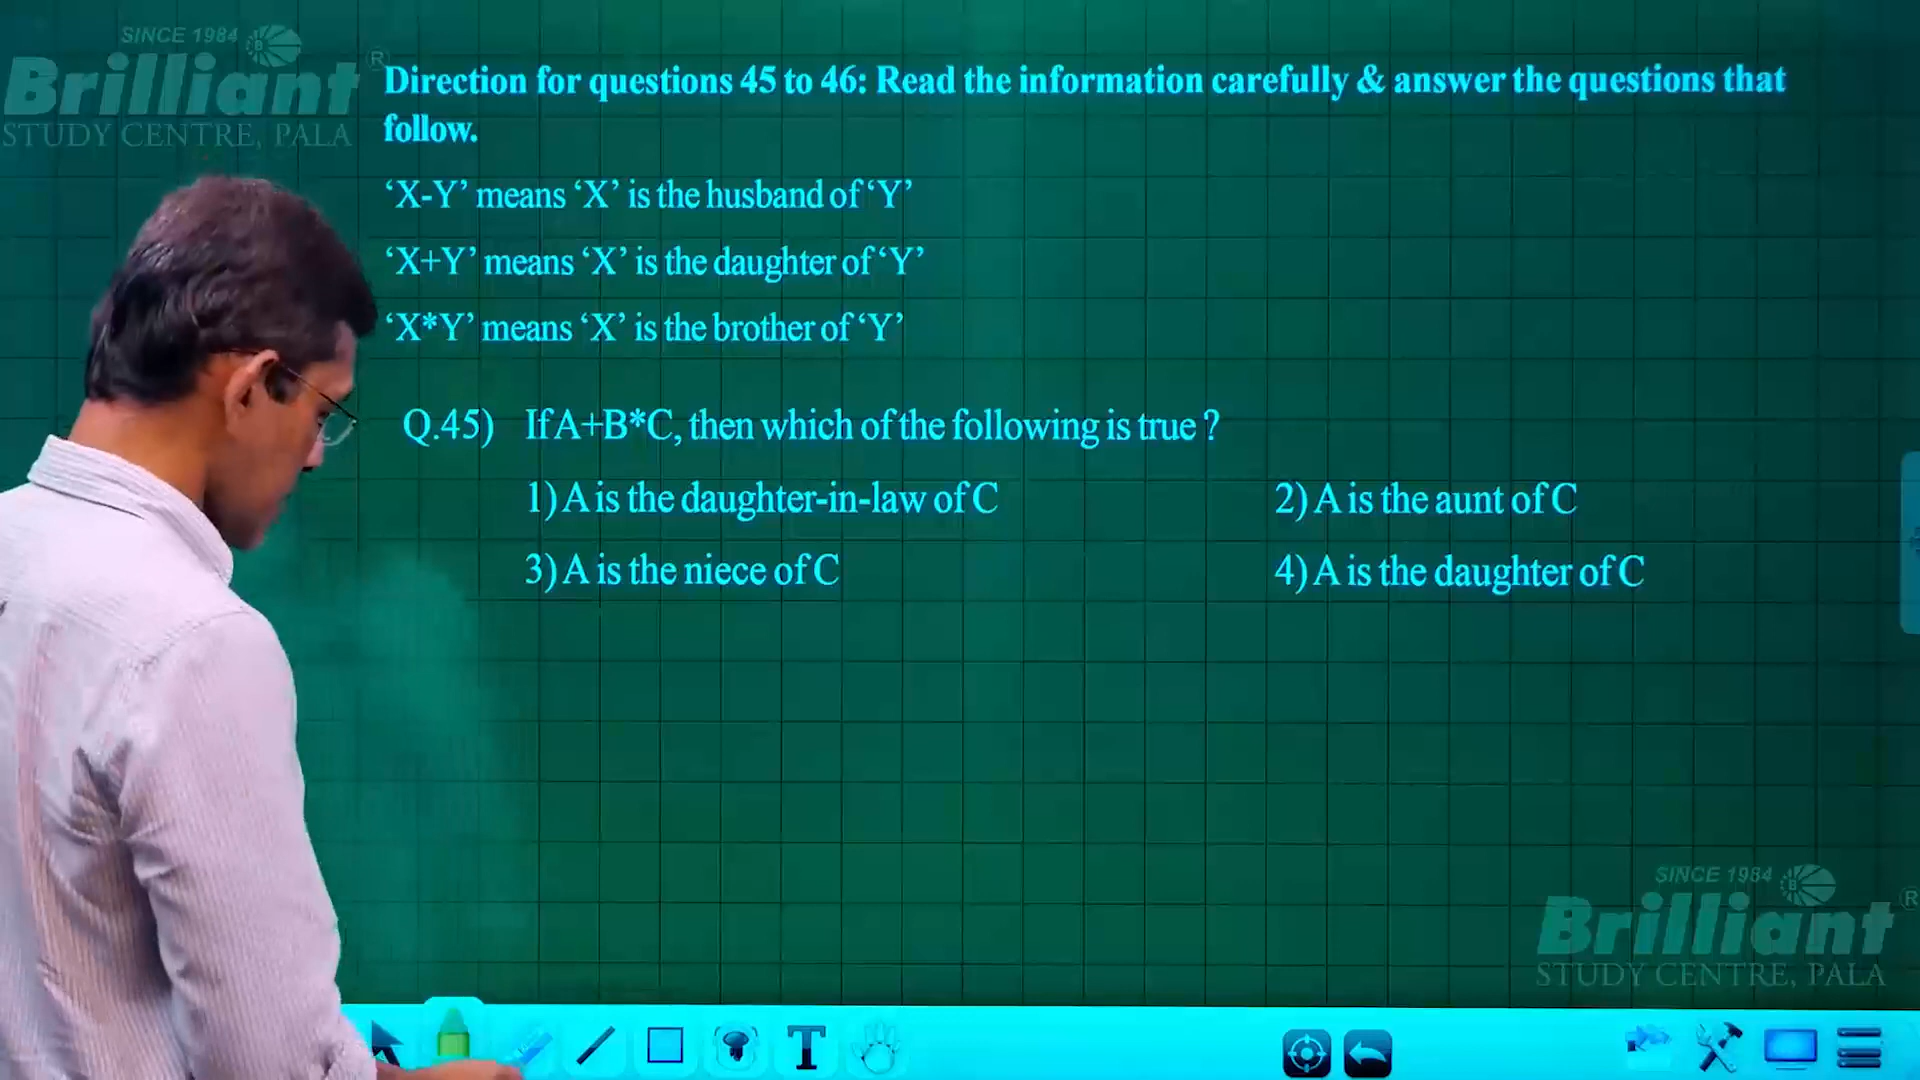 SINCE 1984
Brilliant®
STUDY CENTRE, PALA
Direction for questions 45 to 46: Read the information carefully & answer the questions that
follow.
‘X-Y’ means ‘X’ is the husband of ‘Y’
‘X+Y’ means ‘X’ is the daughter of ‘Y’
‘X*Y’ means ‘X’ is the brother of ‘Y’
Q.45) If A+B*C, then which of the following is true ?
1) A is the daughter-in-law of C 2) A is the aunt of C
3) A is the niece of C 4) A is the daughter of C
SINCE 1984
Brilliant®
STUDY CENTRE, PALA
T